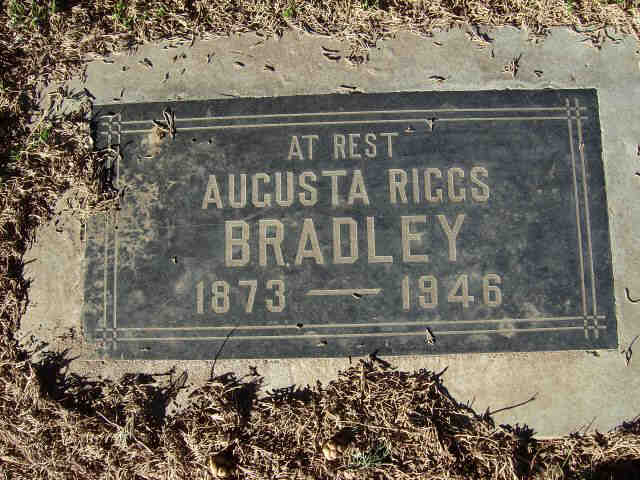 AT REST
AUGUSTA RIGGS
BRADLEY
1873 — 1946